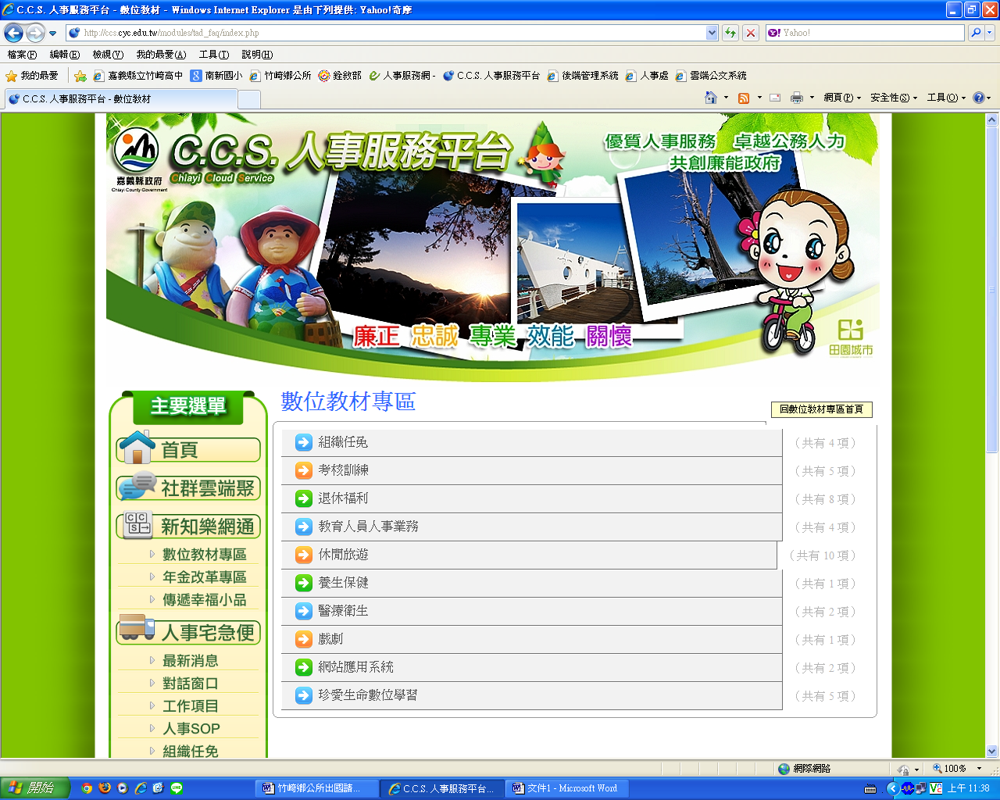 C.C.S. 人事服務平台 - 數位教材 - Windows Internet Explorer 是由下列提供: Yahoo!奇摩
http://ccs.cyc.edu.tw/modules/tad_faq/index.php
Yahoo!
檔案(F) 編輯(E) 檢視(V) 我的最愛(A) 工具(T) 說明(H)
我的最愛 嘉義縣立竹崎高中 南新國小 竹崎鄉公所 銓敘部 人事服務網 - C.C.S. 人事服務平台 後端管理系統 人事處 雲端公文系統
C.C.S. 人事服務平台 - 數位教材
網頁(P) 安全性(S) 工具(O)
C.C.S. 人事服務平台
Chiayi Cloud Service
嘉義縣政府
Chiayi County Government
優質人事服務 卓越公務人力
共創廉能政府
廉正 忠誠 專業 效能 關懷
田園城市
主要選單
首頁
社群雲端聚
CCS
新知樂網通
數位教材專區
年金改革專區
傳遞幸福小品
人事宅急便
最新消息
對話窗口
工作項目
人事SOP
組織任免
數位教材專區
回數位教材專區首頁
組織任免 (共有 4 項)
考核訓練 (共有 5 項)
退休福利 (共有 8 項)
教育人員人事業務 (共有 4 項)
休閒旅遊 (共有 10 項)
養生保健 (共有 1 項)
醫療衛生 (共有 2 項)
戲劇 (共有 1 項)
網站應用系統 (共有 2 項)
珍愛生命數位學習 (共有 5 項)
網際網路
100%
開始
LINE
竹崎鄉公所出國請...
C.C.S. 人事服務平台...
文件1 - Microsoft Word
上午 11:38